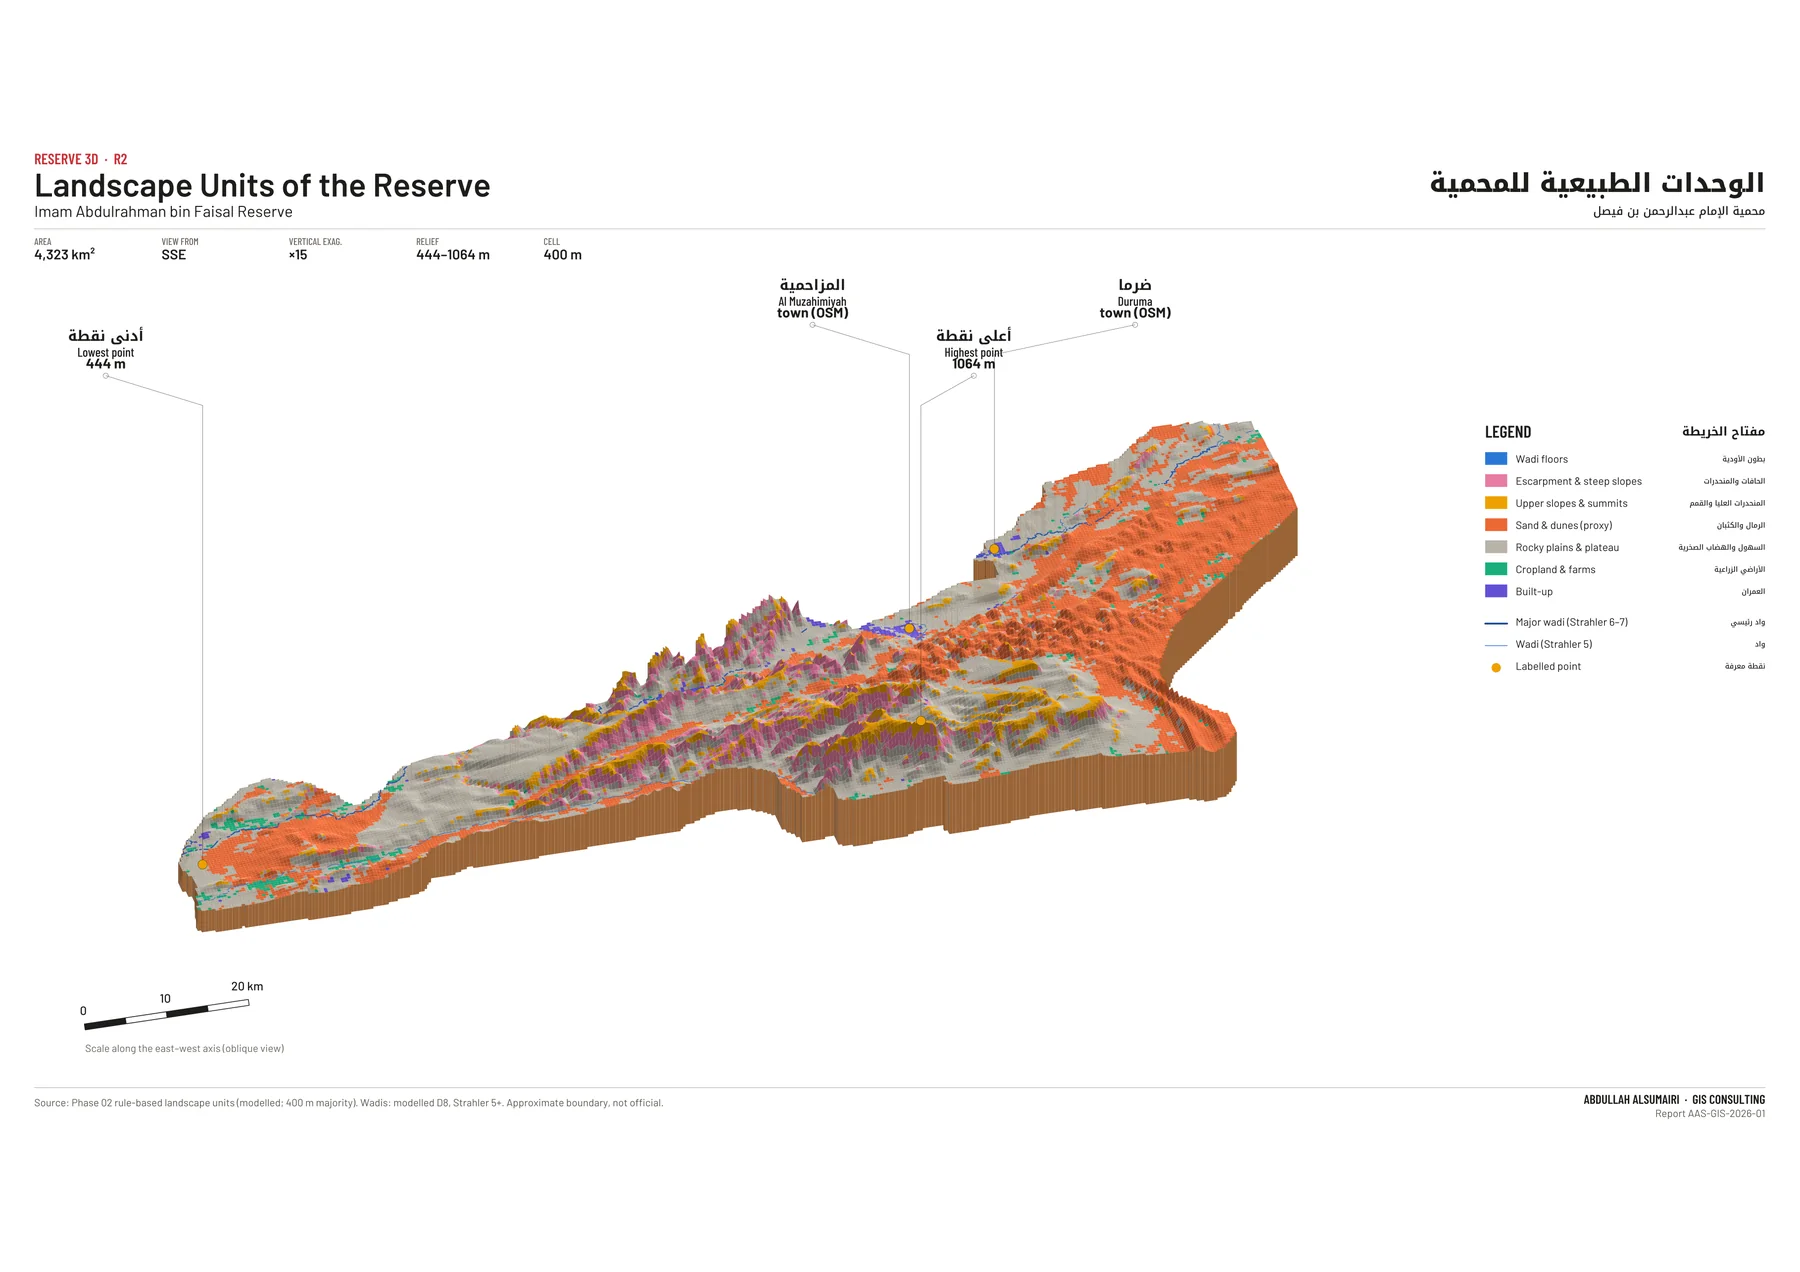 RESERVE 3D · R2
Landscape Units of the Reserve
Imam Abdulrahman bin Faisal Reserve
الوحدات الطبيعية للمحمية
محمية الإمام عبدالرحمن بن فيصل
AREA
4,323 km²
VIEW FROM
SSE
VERTICAL EXAG.
×15
RELIEF
444–1064 m
CELL
400 m
أدنى نقطة
Lowest point
444 m
المزاحمية
Al Muzahimiyah
town (OSM)
أعلى نقطة
Highest point
1064 m
ضرما
Duruma
town (OSM)
LEGEND مفتاح الخريطة
Wadi floors بطون الأودية
Escarpment & steep slopes الحافات والمنحدرات
Upper slopes & summits المنحدرات العليا والقمم
Sand & dunes (proxy) الرمال والكثبان
Rocky plains & plateau السهول والهضاب الصخرية
Cropland & farms الأراضي الزراعية
Built-up العمران
Major wadi (Strahler 6–7) واد رئيسي
Wadi (Strahler 5) واد
Labelled point نقطة معرفة
0 10 20 km
Scale along the east–west axis (oblique view)
Source: Phase 02 rule-based landscape units (modelled; 400 m majority). Wadis: modelled D8, Strahler 5+. Approximate boundary, not official.
ABDULLAH ALSUMAIRI · GIS CONSULTING
Report AAS-GIS-2026-01